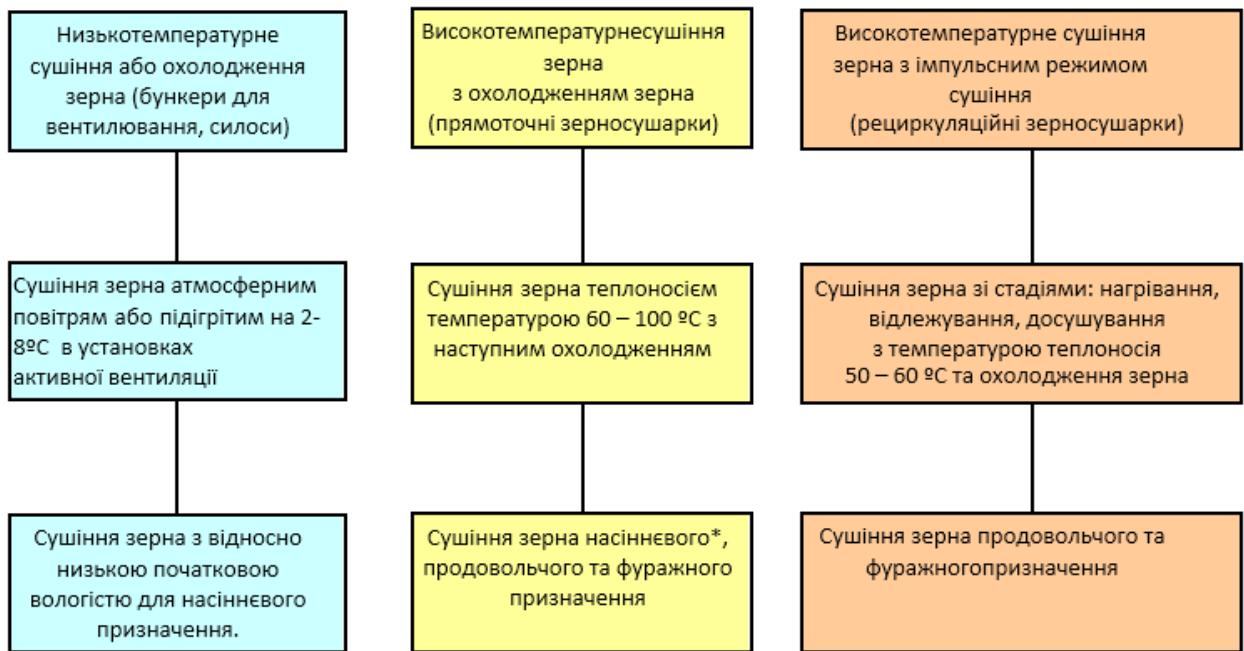 Низькотемпературне
сушіння або охолодження
зерна (бункери для
вентилювання, силоси)
Високотемпературнесушіння
зерна
з охолодженням зерна
(прямоточні зерносушарки)
Високотемпературне сушіння
зерна з імпульсним режимом
сушіння
(рециркуляційні зерносушарки)
Сушіння зерна атмосферним
повітрям або підігрітим на 2-
8ºС в установках
активної вентиляції
Сушіння зерна теплоносієм
температурою 60 – 100 ºС з
наступним охолодженням
Сушіння зерна зі стадіями: нагрівання,
відлежування, досушування
з температурою теплоносія
50 – 60 ºС та охолодження зерна
Сушіння зерна з відносно
низькою початковою
вологістю для насіннєвого
призначення.
Сушіння зерна насіннєвого*,
продовольчого та фуражного
призначення
Сушіння зерна продовольчого та
фуражногопризначення